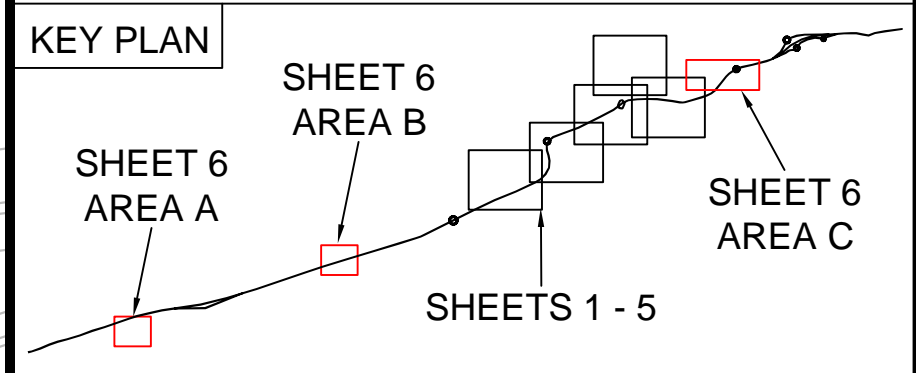 KEY PLAN
SHEET 6
AREA B
SHEET 6
AREA A
SHEET 6
AREA C
SHEETS 1 - 5